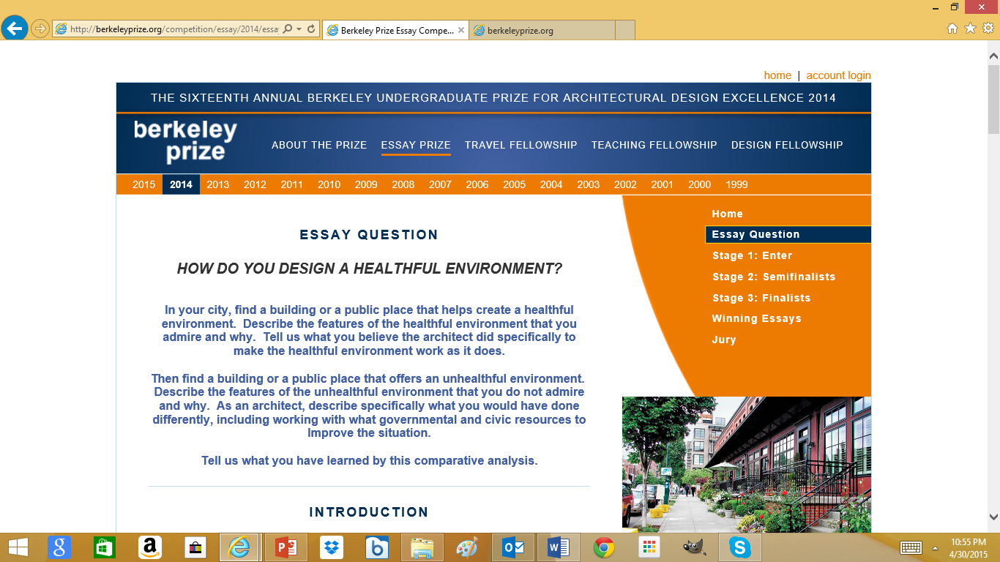 http://berkeleyprize.org/competition/essay/2014/essa
Berkeley Prize Essay Compe...
berkeleyprize.org
home | account login
THE SIXTEENTH ANNUAL BERKELEY UNDERGRADUATE PRIZE FOR ARCHITECTURAL DESIGN EXCELLENCE 2014
berkeley
prize
ABOUT THE PRIZE ESSAY PRIZE TRAVEL FELLOWSHIP TEACHING FELLOWSHIP DESIGN FELLOWSHIP
2015 2014 2013 2012 2011 2010 2009 2008 2007 2006 2005 2004 2003 2002 2001 2000 1999
ESSAY QUESTION
HOW DO YOU DESIGN A HEALTHFUL ENVIRONMENT?
In your city, find a building or a public place that helps create a healthful
environment. Describe the features of the healthful environment that you
admire and why. Tell us what you believe the architect did specifically to
make the healthful environment work as it does.
Then find a building or a public place that offers an unhealthful environment.
Describe the features of the unhealthful environment that you do not admire
and why. As an architect, describe specifically what you would have done
differently, including working with what governmental and civic resources to
Improve the situation.
Tell us what you have learned by this comparative analysis.
INTRODUCTION
Home
Essay Question
Stage 1: Enter
Stage 2: Semifinalists
Stage 3: Finalists
Winning Essays
Jury
10:55 PM
4/30/2015